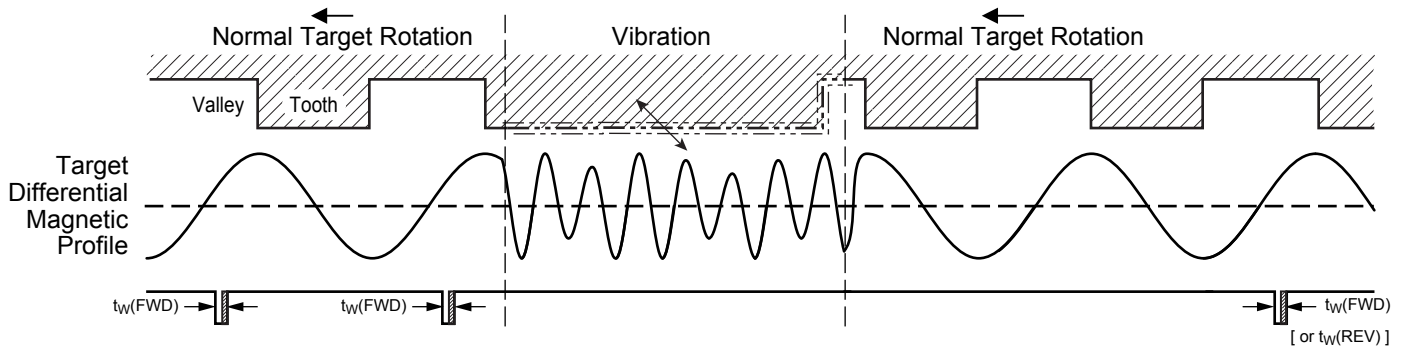 Normal Target Rotation
Vibration
Normal Target Rotation
Valley
Tooth
Target
Differential
Magnetic
Profile
tW(FWD)
tW(FWD)
tW(FWD)
[ or tW(REV) ]